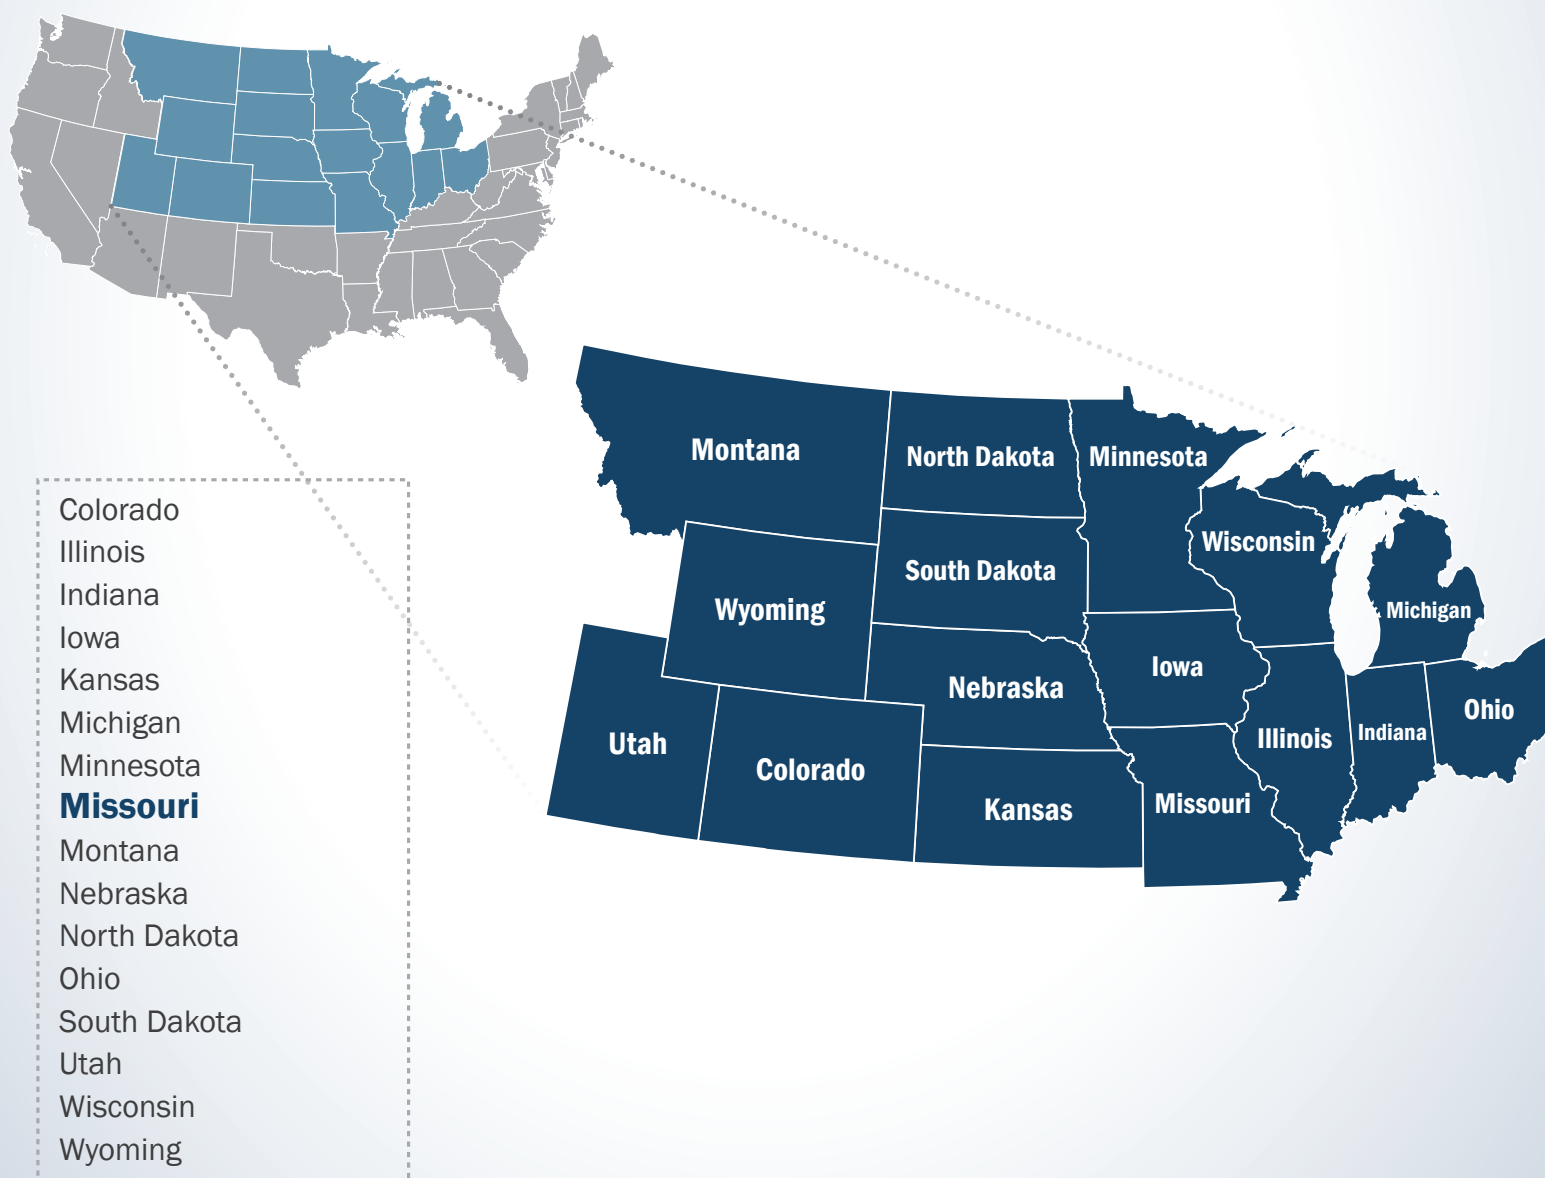 Montana
North Dakota
Minnesota
Wisconsin
South Dakota
Wyoming
Michigan
Iowa
Nebraska
Ohio
Utah
Colorado
Illinois
Indiana
Kansas
Missouri
Colorado
Illinois
Indiana
Iowa
Kansas
Michigan
Minnesota
Missouri
Montana
Nebraska
North Dakota
Ohio
South Dakota
Utah
Wisconsin
Wyoming